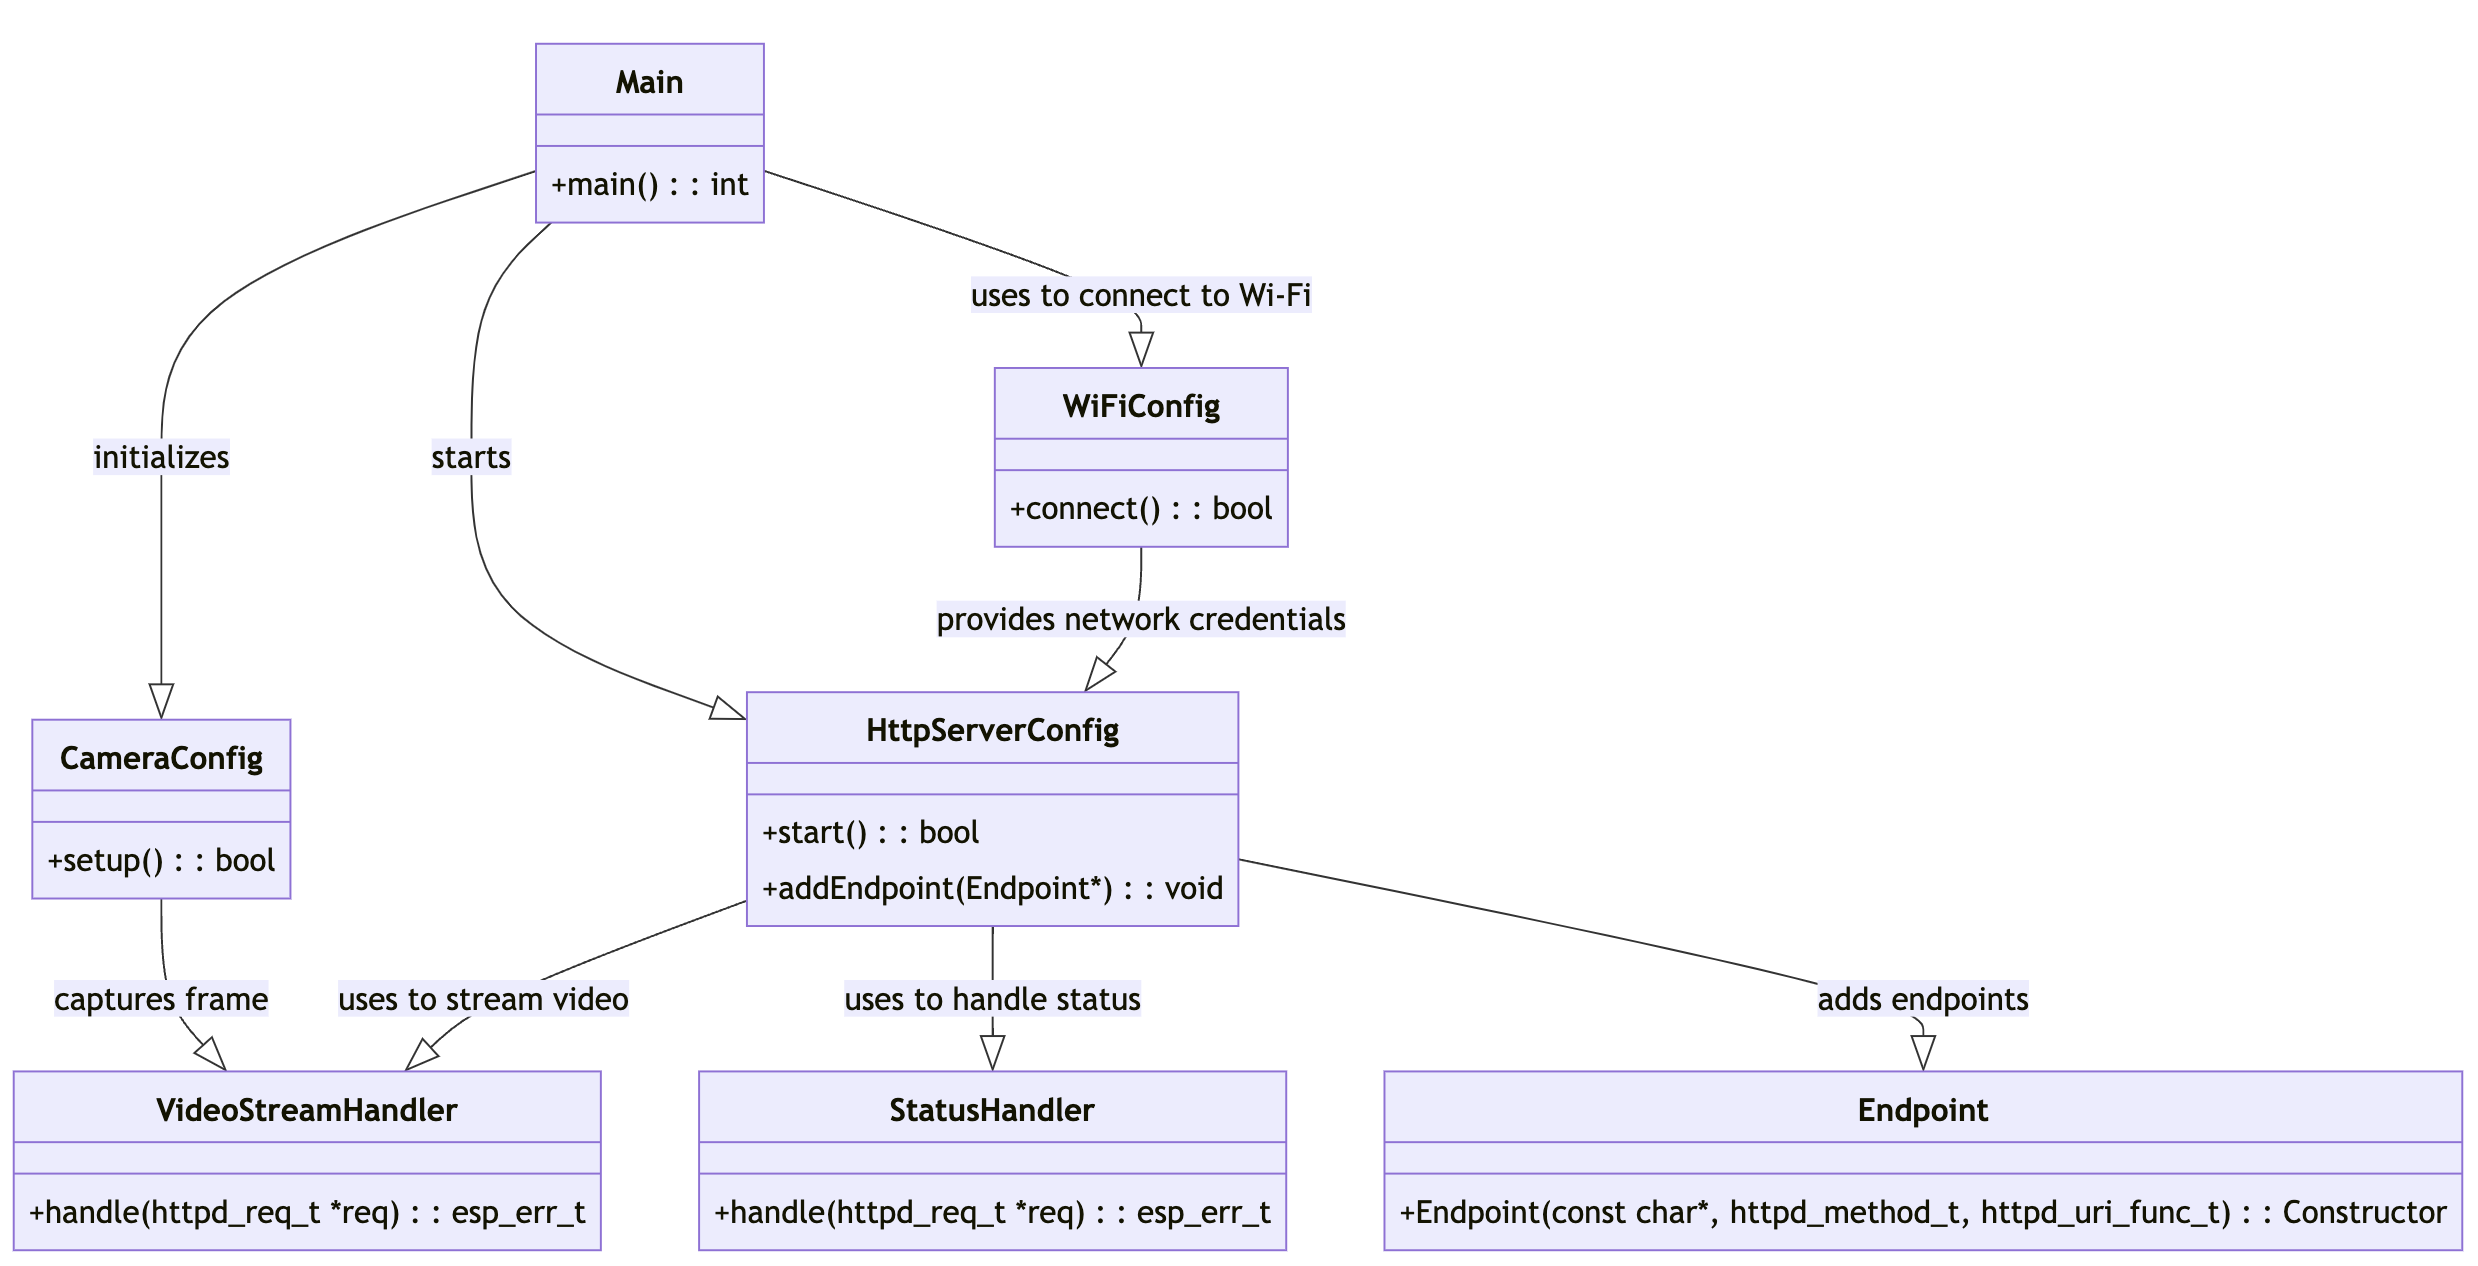 Main
+main() : : int
uses to connect to Wi-Fi
WiFiConfig
+connect() : : bool
initializes
starts
provides network credentials
CameraConfig
+setup() : : bool
HttpServerConfig
+start() : : bool
+addEndpoint(Endpoint*) : : void
captures frame
uses to stream video
uses to handle status
adds endpoints
VideoStreamHandler
+handle(httpd_req_t *req) : : esp_err_t
StatusHandler
+handle(httpd_req_t *req) : : esp_err_t
Endpoint
+Endpoint(const char*, httpd_method_t, httpd_uri_func_t) : : Constructor